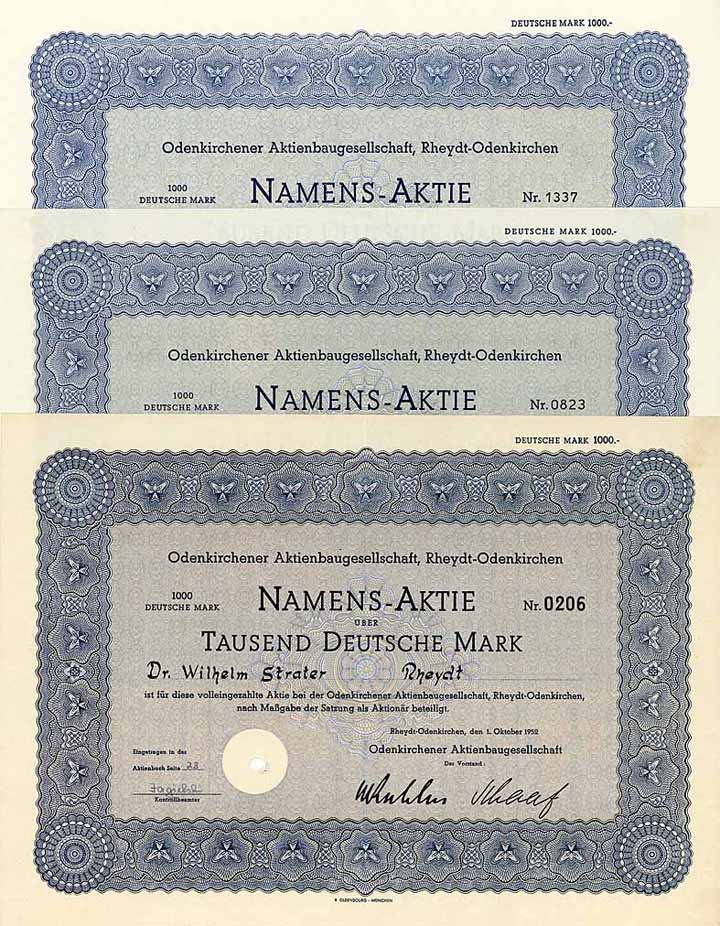 DEUTSCHE MARK 1000.-
Odenkirchener Aktienbaugesellschaft, Rheydt-Odenkirchen
1000
DEUTSCHE MARK NAMENS-AKTIE Nr. 1337
DEUTSCHE MARK 1000.-
Odenkirchener Aktienbaugesellschaft, Rheydt-Odenkirchen
1000
DEUTSCHE MARK NAMENS-AKTIE Nr. 0823
DEUTSCHE MARK 1000.-
Odenkirchener Aktienbaugesellschaft, Rheydt-Odenkirchen
1000
DEUTSCHE MARK NAMENS-AKTIE Nr. 0206
ÜBER
TAUSEND DEUTSCHE MARK
Dr. Wilhelm Strater Rheydt
ist für diese volleingezahlte Aktie bei der Odenkirchener Aktienbaugesellschaft, Rheydt-Odenkirchen,
nach Maßgabe der Satzung als Aktionär beteiligt.
Rheydt-Odenkirchen, den 1. Oktober 1952
Eingetragen in das
Odenkirchener Aktienbaugesellschaft
Aktienbuch Seite 28
Der Vorstand:
Kontrollbeamter
R. OLDENBOURG - MÜNCHEN